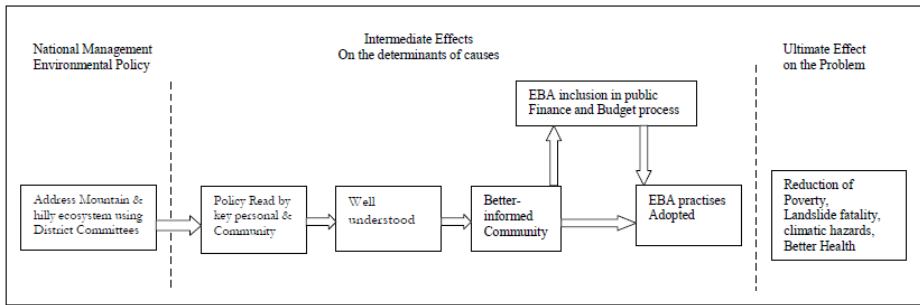 National Management
Environmental Policy
Intermediate Effects
On the determinants of causes
Ultimate Effect
on the Problem
EBA inclusion in public
Finance and Budget process
Address Mountain &
hilly ecosystem using
District Committees
Policy Read by
key personal &
Community
Well
understood
Better-
informed
Community
EBA practises
Adopted
Reduction of
Poverty,
Landslide fatality,
climatic hazards,
Better Health